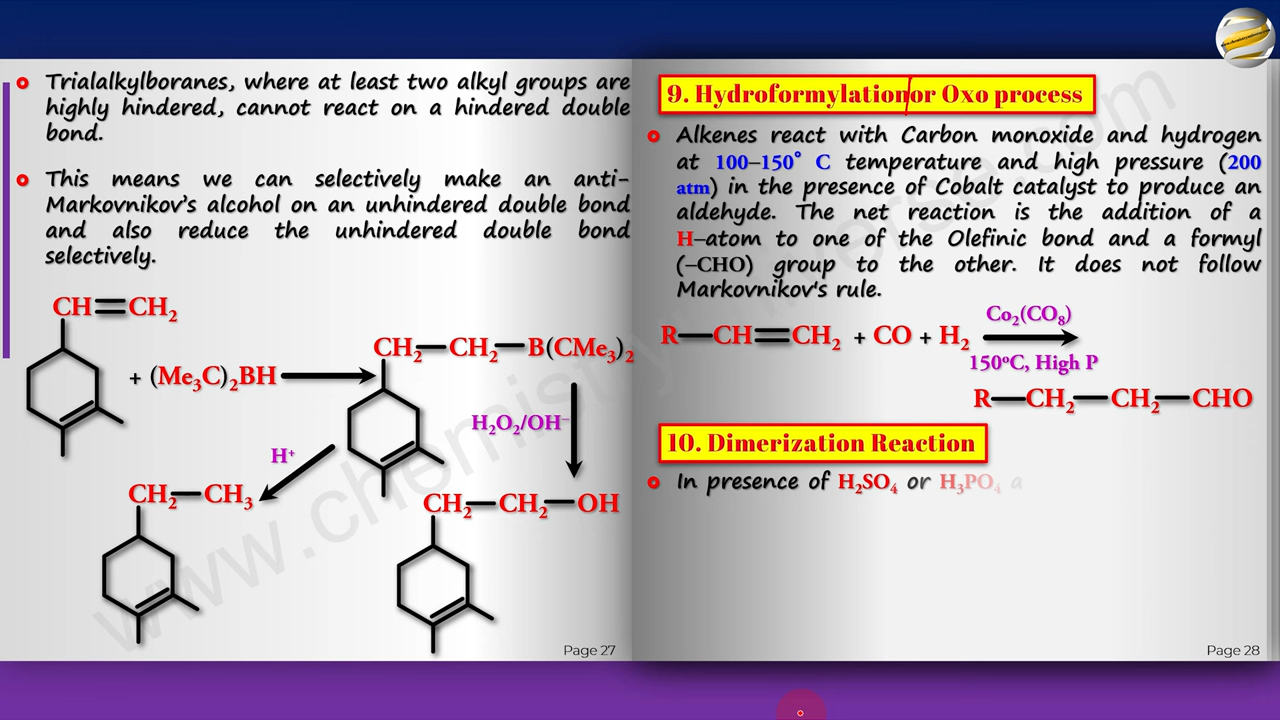 Trialalkylboranes, where at least two alkyl groups are
highly hindered, cannot react on a hindered double
bond.
This means we can selectively make an anti-
Markovnikov's alcohol on an unhindered double bond
and also reduce the unhindered double bond
selectively.
CH=CH2
+ (Me3C)2BH
CH2—CH2—B(CMe3)2
H2O2/OH−
H+
CH2—CH3
CH2—CH2—OH
Page 27
9. Hydroformylation or Oxo process
Alkenes react with Carbon monoxide and hydrogen
at 100–150° C temperature and high pressure (200
atm) in the presence of Cobalt catalyst to produce an
aldehyde. The net reaction is the addition of a
H–atom to one of the Olefinic bond and a formyl
(–CHO) group to the other. It does not follow
Markovnikov's rule.
Co2(CO8)
R—CH=CH2 + CO + H2
150°C, High P
R—CH2—CH2—CHO
10. Dimerization Reaction
In presence of H2SO4 or H3PO4 a
Page 28